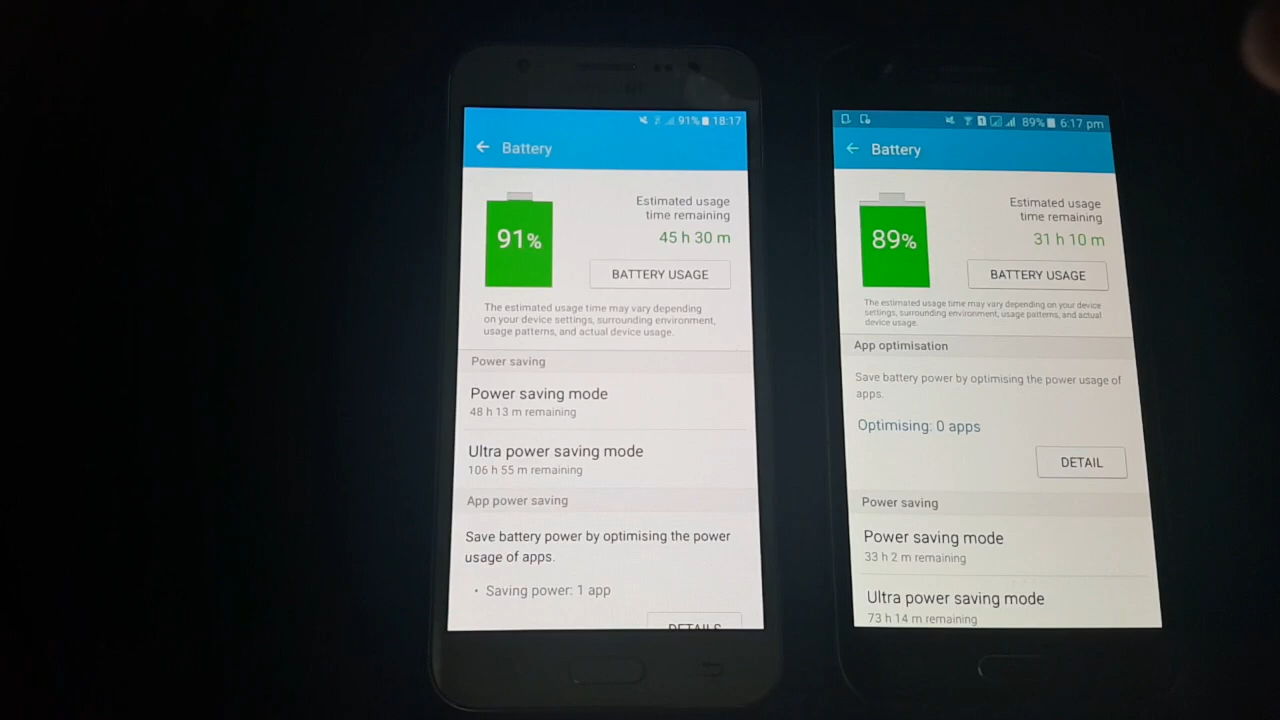 91% 18:17
Battery
91%
Estimated usage
time remaining
45 h 30 m
BATTERY USAGE
The estimated usage time may vary depending
on your device settings, surrounding environment,
usage patterns, and actual device usage.
Power saving
Power saving mode
48 h 13 m remaining
Ultra power saving mode
106 h 55 m remaining
App power saving
Save battery power by optimising the power
usage of apps.
• Saving power: 1 app
DETAILS
1 89% 6:17 pm
Battery
89%
Estimated usage
time remaining
31 h 10 m
BATTERY USAGE
The estimated usage time may vary depending on your device
settings, surrounding environment, usage patterns, and actual
device usage.
App optimisation
Save battery power by optimising the power usage of
apps.
Optimising: 0 apps
DETAIL
Power saving
Power saving mode
33 h 2 m remaining
Ultra power saving mode
73 h 14 m remaining